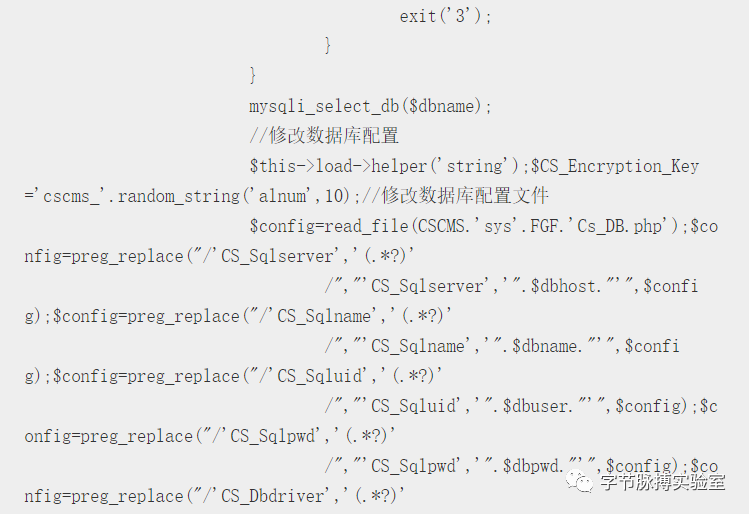 exit('3');
}
}
mysqli_select_db($dbname);
//修改数据库配置
$this->load->helper('string');$CS_Encryption_Key
='cscms_'.random_string('alnum',10);//修改数据库配置文件
$config=read_file(CSCMS.'sys'.FGF.'Cs_DB.php');$co
nfig=preg_replace("/'CS_Sqlserver','(.*?)'
/","'CS_Sqlserver','".$dbhost."'",$confi
g);$config=preg_replace("/'CS_Sqlname','(.*?)'
/","'CS_Sqlname','".$dbname."'",$confi
g);$config=preg_replace("/'CS_Sqluid','(.*?)'
/","'CS_Sqluid','".$dbuser."'",$config);$c
onfig=preg_replace("/'CS_Sqlpwd','(.*?)'
/","'CS_Sqlpwd','".$dbpwd."'",$config);$co
nfig=preg_replace("/'CS_Dbdriver','(.*?)'
字节脉搏实验室